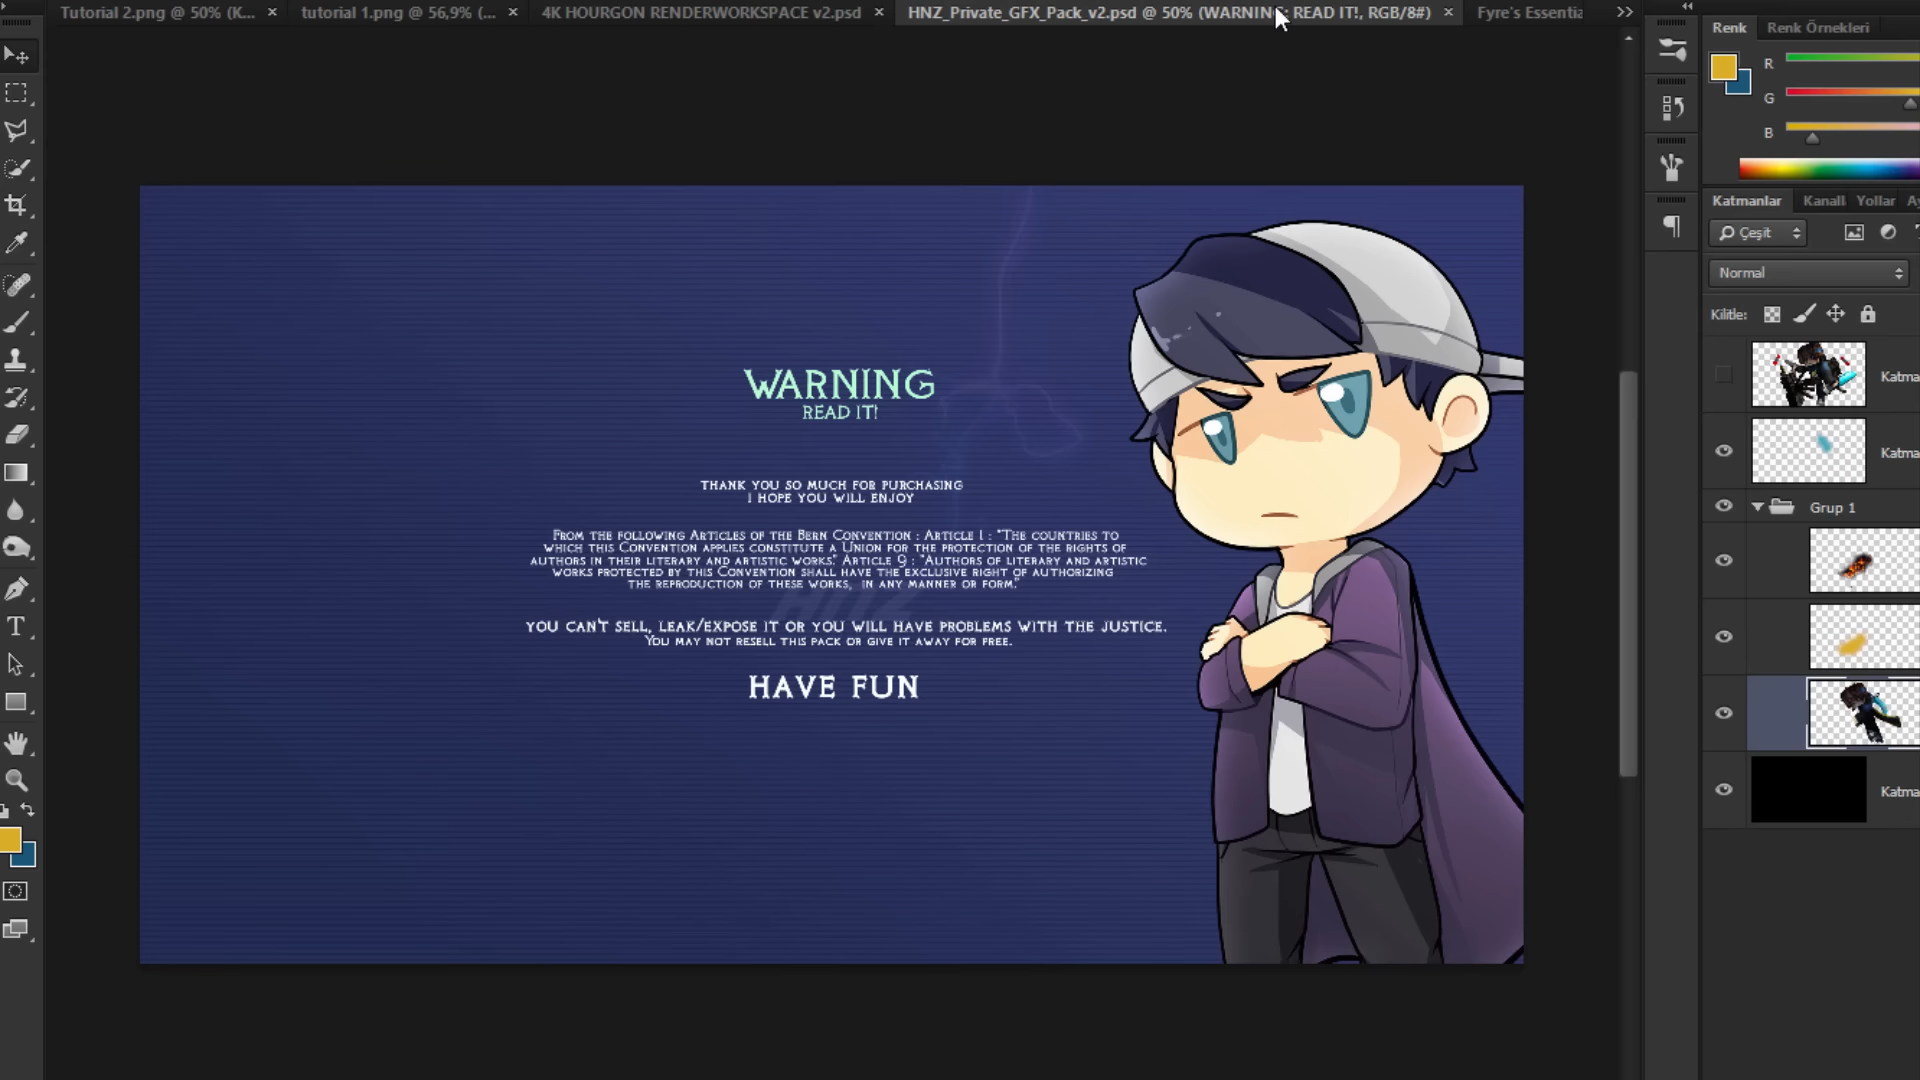 Tutorial 2.png @ 50% (K...
tutorial 1.png @ 56,9% (...
4K HOURGON RENDERWORKSPACE v2.psd
HNZ_Private_GFX_Pack_v2.psd @ 50% (WARNING: READ IT!, RGB/8#)
Fyre's Essentia
Renk
Renk Örnekleri
R
G
B
Katmanlar
Kanall
Yollar
Ay
Çeşit
Normal
Kilitle:
Katma
Katma
Grup 1
Katma
WARNING
READ IT!
THANK YOU SO MUCH FOR PURCHASING
I HOPE YOU WILL ENJOY
From the following Articles of the Bern Convention : Article 1 : "The countries to
which this Convention applies constitute a Union for the protection of the rights of
authors in their literary and artistic works." Article 9 : "Authors of literary and artistic
works protected by this Convention shall have the exclusive right of authorizing
the reproduction of these works, in any manner or form."
HNZ
YOU CAN'T SELL, LEAK/EXPOSE IT OR YOU WILL HAVE PROBLEMS WITH THE JUSTICE.
You may not resell this pack or give it away for free.
HAVE FUN